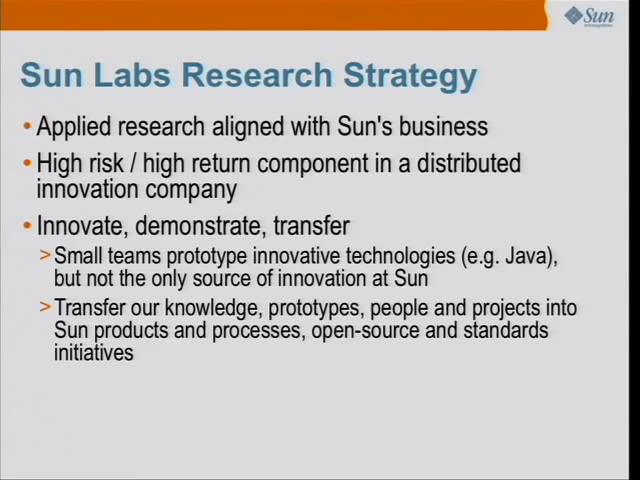 Sun
Sun Labs Research Strategy
• Applied research aligned with Sun's business
• High risk / high return component in a distributed
innovation company
• Innovate, demonstrate, transfer
> Small teams prototype innovative technologies (e.g. Java),
but not the only source of innovation at Sun
> Transfer our knowledge, prototypes, people and projects into
Sun products and processes, open-source and standards
initiatives